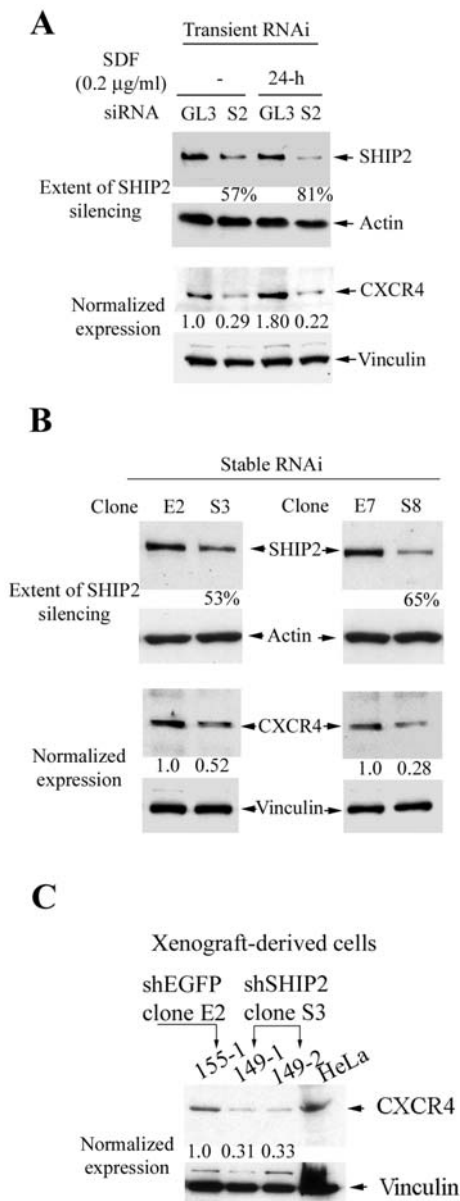 A
Transient RNAi
SDF
(0.2 μg/ml)
- 24-h
siRNA GL3 S2 GL3 S2
SHIP2
Extent of SHIP2
silencing
57% 81%
Actin
CXCR4
Normalized
expression
1.0 0.29 1.80 0.22
Vinculin
B
Stable RNAi
Clone E2 S3 Clone E7 S8
SHIP2
Extent of SHIP2
silencing
53% 65%
Actin
CXCR4
Normalized
expression
1.0 0.52 1.0 0.28
Vinculin
C
Xenograft-derived cells
shEGFP shSHIP2
clone E2 clone S3
155-1 149-1 149-2 HeLa
CXCR4
Normalized
expression
1.0 0.31 0.33
Vinculin